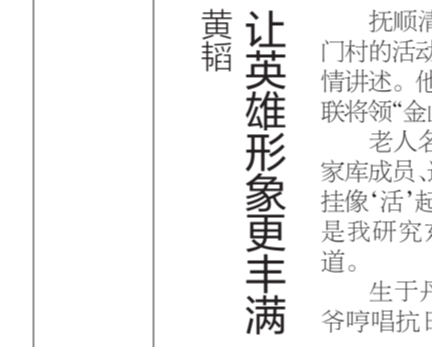 让英雄形象更丰满
黄韬
抚顺清
门村的活动
情讲述。他
联将领“金山
老人名
家库成员、
挂像‘活’起
是我研究
道。
生于丹
爷哼唱抗日